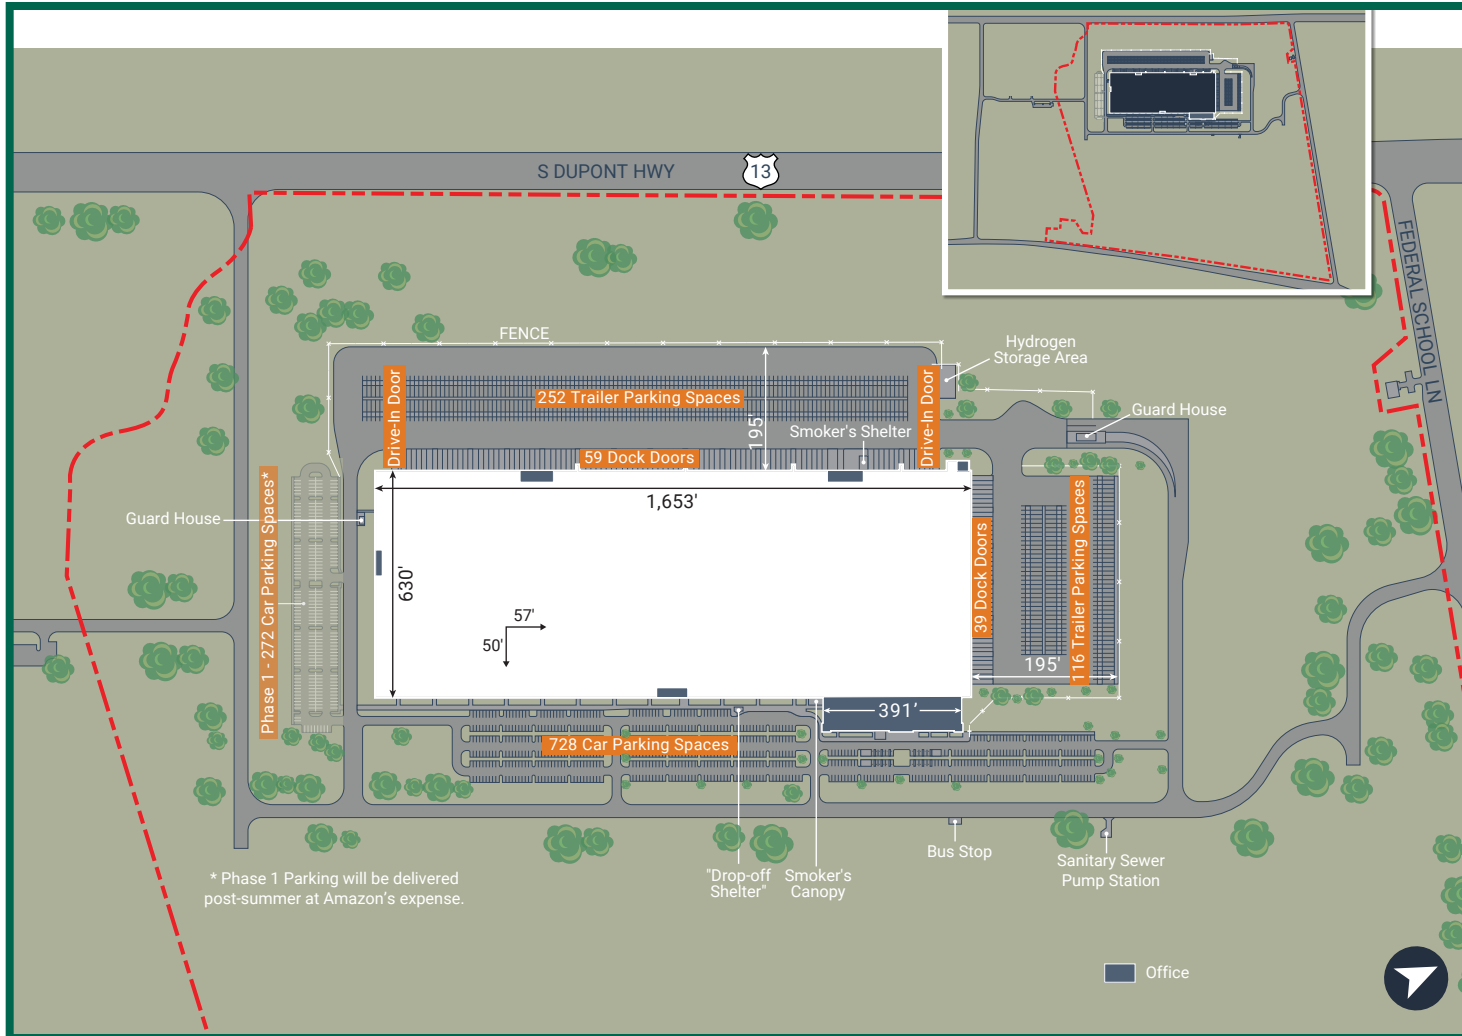 S DUPONT HWY
13
FEDERAL SCHOOL LN
FENCE
Hydrogen
Storage Area
Drive-In Door
252 Trailer Parking Spaces
195'
Drive-In Door
Guard House
Smoker's Shelter
59 Dock Doors
1,653'
Phase 1 - 272 Car Parking Spaces*
Guard House
630'
39 Dock Doors
116 Trailer Parking Spaces
57'
50'
195'
391'
728 Car Parking Spaces
Bus Stop
Sanitary Sewer
Pump Station
"Drop-off
Shelter"
Smoker's
Canopy
* Phase 1 Parking will be delivered
post-summer at Amazon's expense.
Office